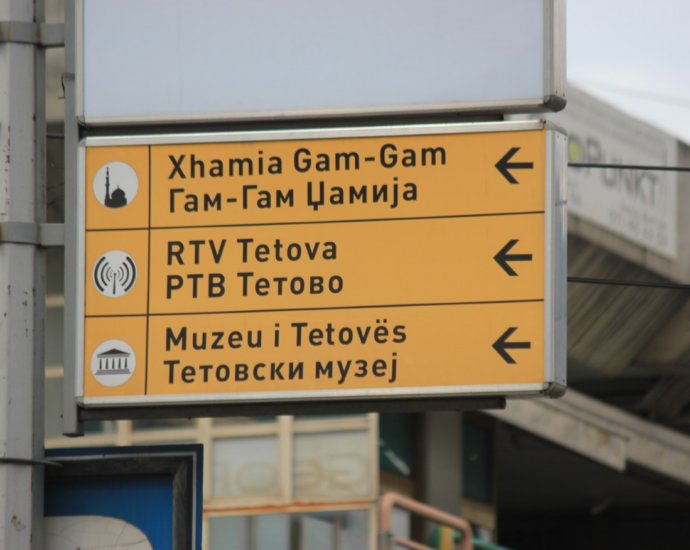 Xhamia Gam-Gam
Гам-Гам Џамија
RTV Tetova
РТВ Тетово
Muzeu i Tetovës
Тетовски музеј